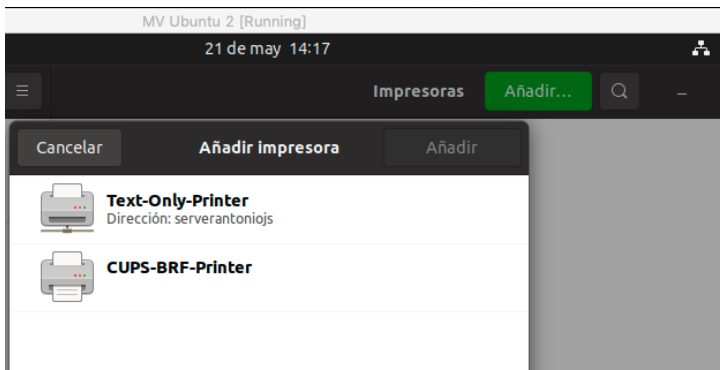 MV Ubuntu 2 [Running]
21 de may 14:17
Impresoras
Añadir...
Cancelar
Añadir impresora
Añadir
Text-Only-Printer
Dirección: serverantoniojs
CUPS-BRF-Printer